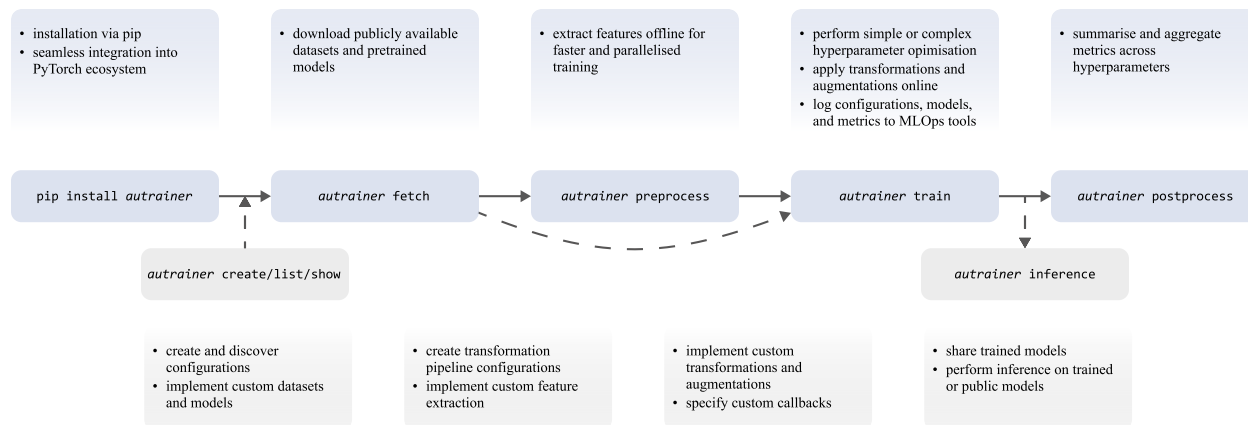 • installation via pip
• seamless integration into
PyTorch ecosystem
• download publicly available
datasets and pretrained
models
• extract features offline for
faster and parallelised
training
• perform simple or complex
hyperparameter opimisation
• apply transformations and
augmentations online
• log configurations, models,
and metrics to MLOps tools
• summarise and aggregate
metrics across
hyperparameters
pip install autrainer
autrainer fetch
autrainer preprocess
autrainer train
autrainer postprocess
autrainer create/list/show
autrainer inference
• create and discover
configurations
• implement custom datasets
and models
• create transformation
pipeline configurations
• implement custom feature
extraction
• implement custom
transformations and
augmentations
• specify custom callbacks
• share trained models
• perform inference on trained
or public models